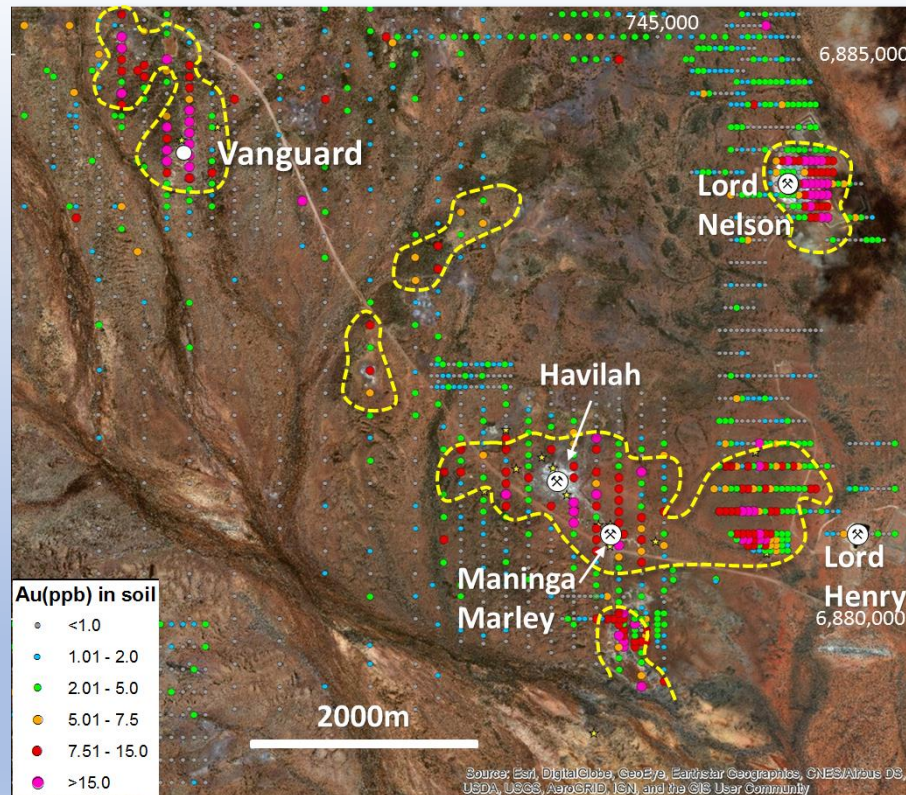 745,000
6,885,000
Vanguard
Lord
Nelson
Havilah
Maninga
Marley
Lord
Henry
6,880,000
Au(ppb) in soil
<1.0
1.01 - 2.0
2.01 - 5.0
5.01 - 7.5
7.51 - 15.0
>15.0
2000m
Source: Esri, DigitalGlobe, GeoEye, Earthstar Geographics, CNES/Airbus DS,
USDA, USGS, AeroGRID, IGN, and the GIS User Community